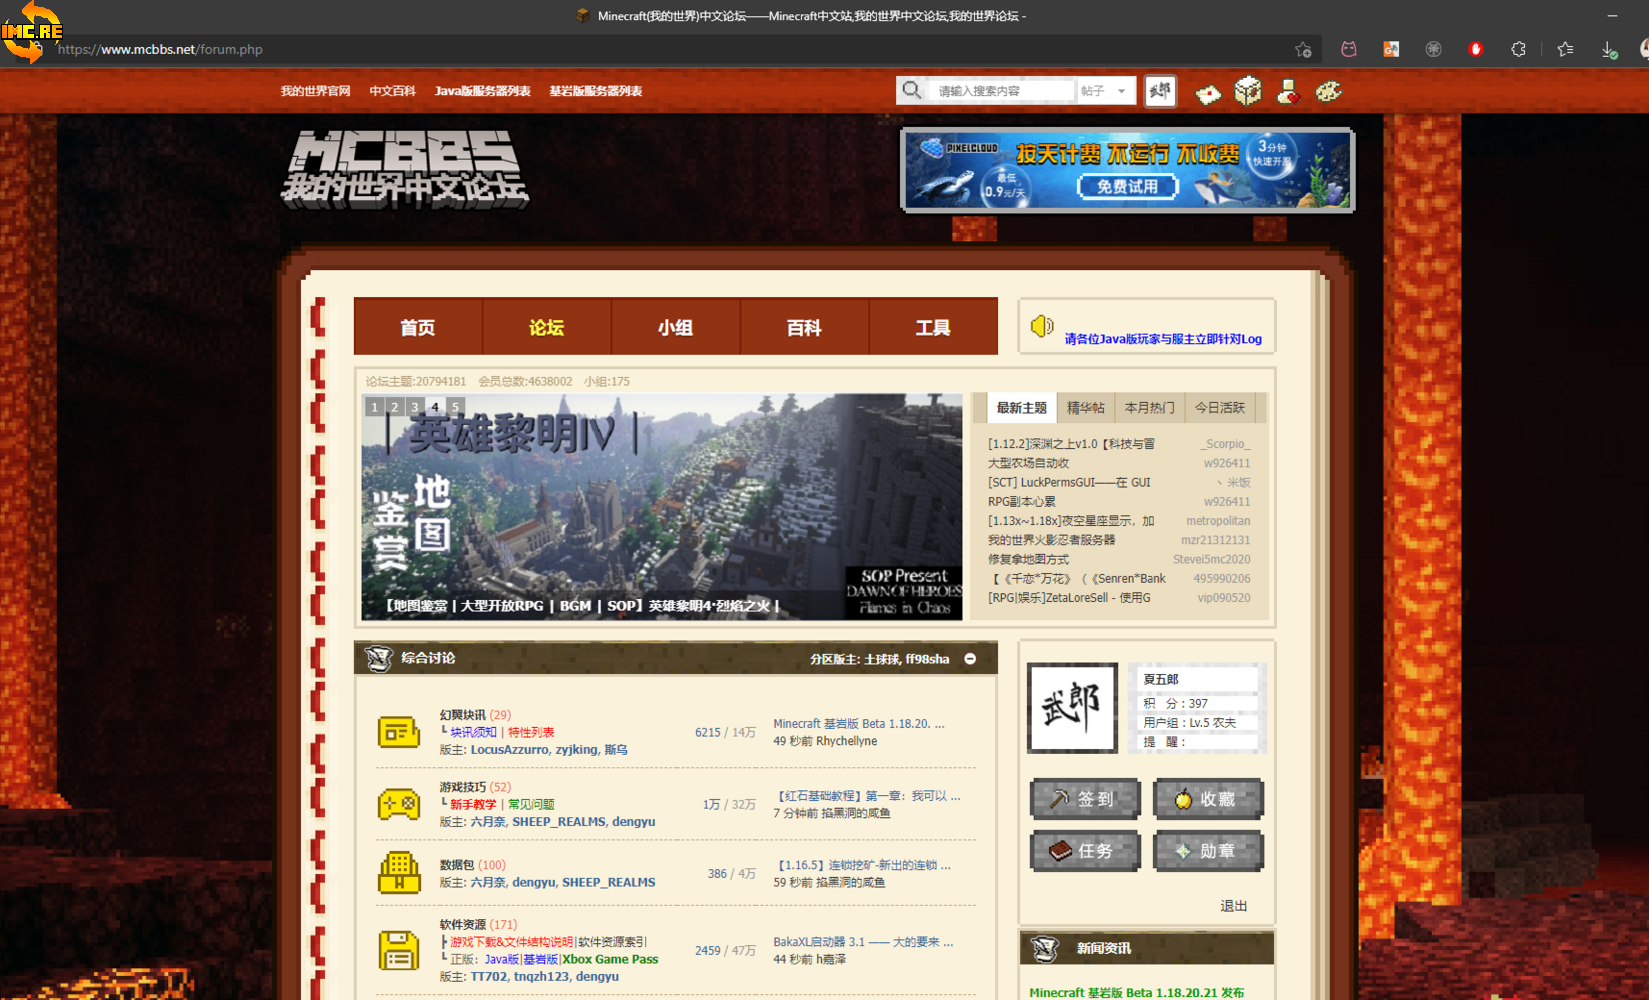 IMC.RE
Minecraft(我的世界)中文论坛——Minecraft中文站,我的世界中文论坛,我的世界论坛 -
https://www.mcbbs.net/forum.php
我的世界官网 中文百科 Java版服务器列表 基岩版服务器列表
请输入搜索内容 帖子
武郎
MCBBS
我的世界中文论坛
PIXELCLOUD 按天计费 不运行 不收费
3分钟
快速开服
最低
0.9元/天
免费试用
首页 论坛 小组 百科 工具
请各位Java版玩家与服主立即针对Log
论坛主题:20794181 会员总数:4638002 小组:175
1 2 3 4 5
| 英雄黎明IV |
地图
鉴赏
SOP Present
DAWN OF HEROES
Flames in Chaos
【地图鉴赏 | 大型开放RPG | BGM | SOP】英雄黎明4·烈焰之火 |
最新主题 精华帖 本月热门 今日活跃
[1.12.2]深渊之上v1.0【科技与冒 _Scorpio_
大型农场自动收 w926411
[SCT] LuckPermsGUI——在 GUI 丶米饭
RPG副本心累 w926411
[1.13x~1.18x]夜空星座显示，加 metropolitan
我的世界火影忍者服务器 mzr21312131
修复拿地图方式 Stevei5mc2020
【《千恋*万花》（《Senren*Bank 495990206
[RPG|娱乐]ZetaLoreSell - 使用G vip090520
综合讨论 分区版主: 土球球, ff98sha
幻翼块讯 (29)
┗ 块讯须知 | 特性列表
版主: LocusAzzurro, zyjking, 斯乌
6215 / 14万
Minecraft 基岩版 Beta 1.18.20. ...
49 秒前 Rhychellyne
游戏技巧 (52)
┗ 新手教学 | 常见问题
版主: 六月奈, SHEEP_REALMS, dengyu
1万 / 32万
【红石基础教程】第一章：我可以 ...
7 分钟前 掐黑洞的咸鱼
数据包 (100)
版主: 六月奈, dengyu, SHEEP_REALMS
386 / 4万
【1.16.5】连锁挖矿-新出的连锁 ...
59 秒前 掐黑洞的咸鱼
软件资源 (171)
┣ 游戏下载&文件结构说明|软件资源索引
┗ 正版：Java版|基岩版|Xbox Game Pass
版主: TT702, tnqzh123, dengyu
2459 / 47万
BakaXL启动器 3.1 —— 大的要来 ...
44 秒前 h嘉泽
武郎
夏五郎
积 分 : 397
用户组 : Lv.5 农夫
提 醒 :
签到 收藏
任务 勋章
退出
新闻资讯
Minecraft 基岩版 Beta 1.18.20.21 发布